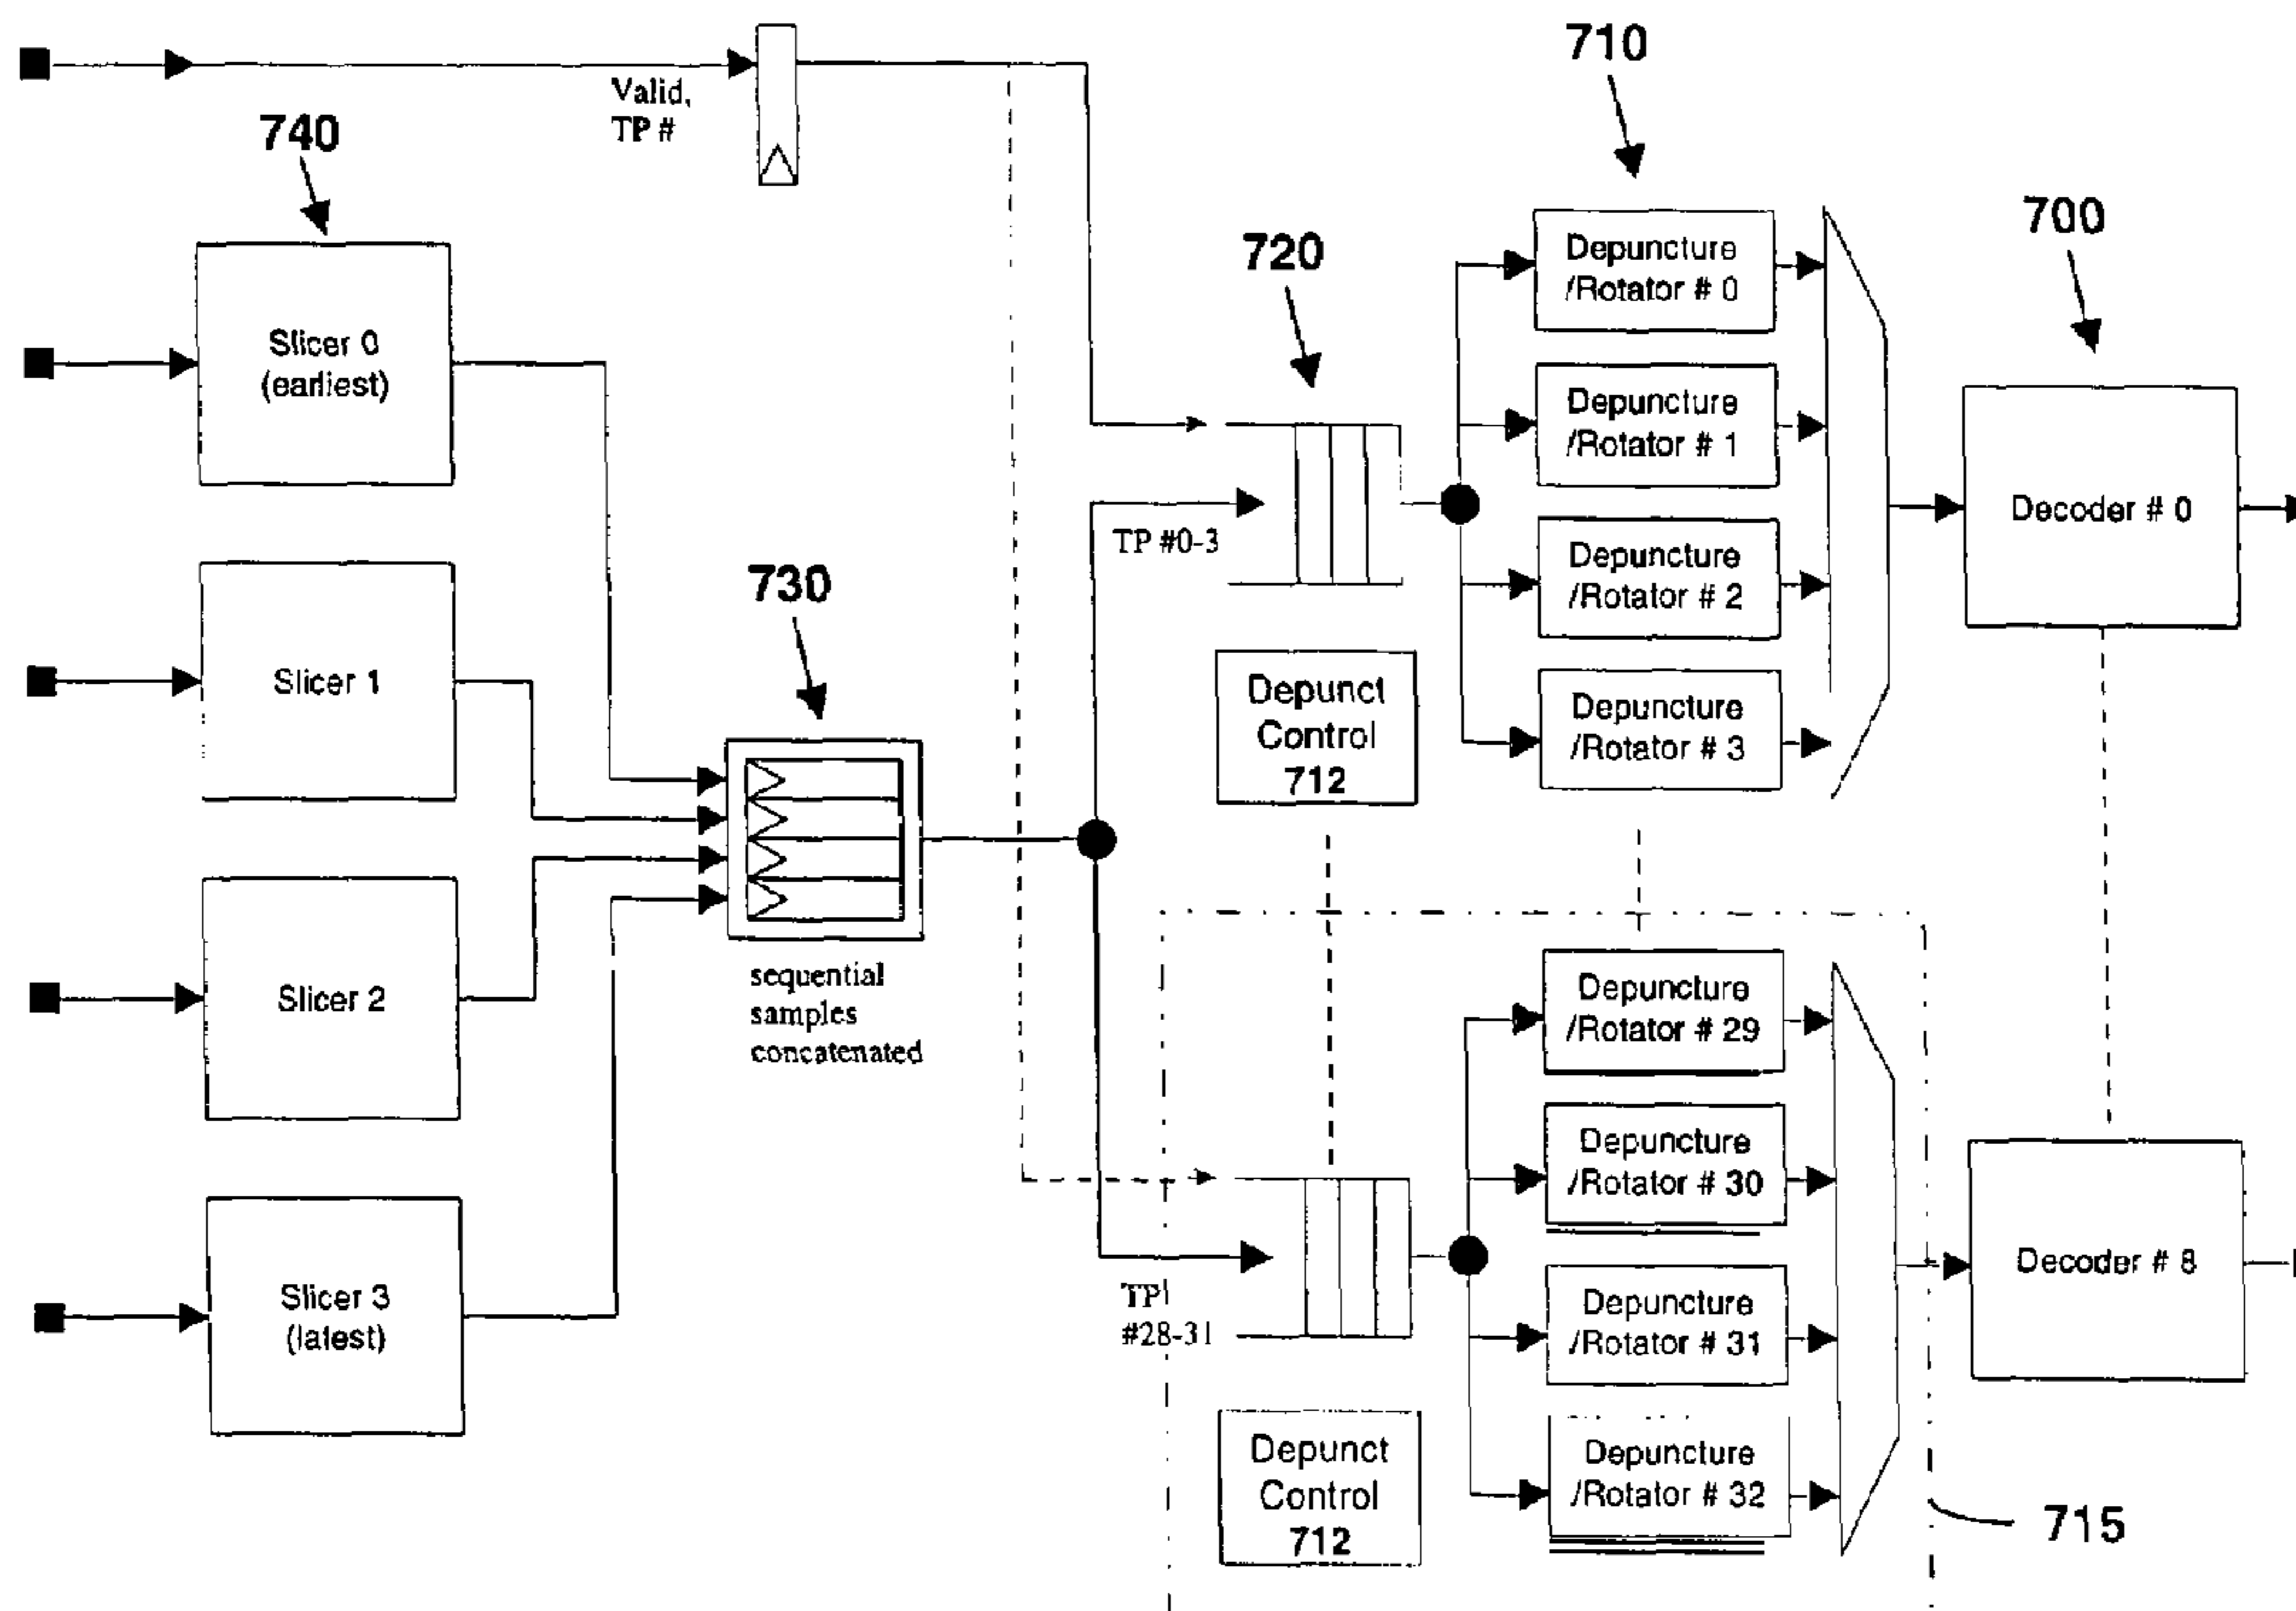 Valid,
TP #
740
Slicer 0
(earliest)
Slicer 1
Slicer 2
Slicer 3
(latest)
730
sequential
samples
concatenated
TP #0-3
720
710
Depuncture
/Rotator # 0
Depuncture
/Rotator # 1
Depuncture
/Rotator # 2
Depuncture
/Rotator # 3
700
Decoder # 0
Depunct
Control
712
TP
#28-31
Depuncture
/Rotator # 29
Depuncture
/Rotator # 30
Depuncture
/Rotator # 31
Depuncture
/Rotator # 32
Decoder # 8
Depunct
Control
712
715